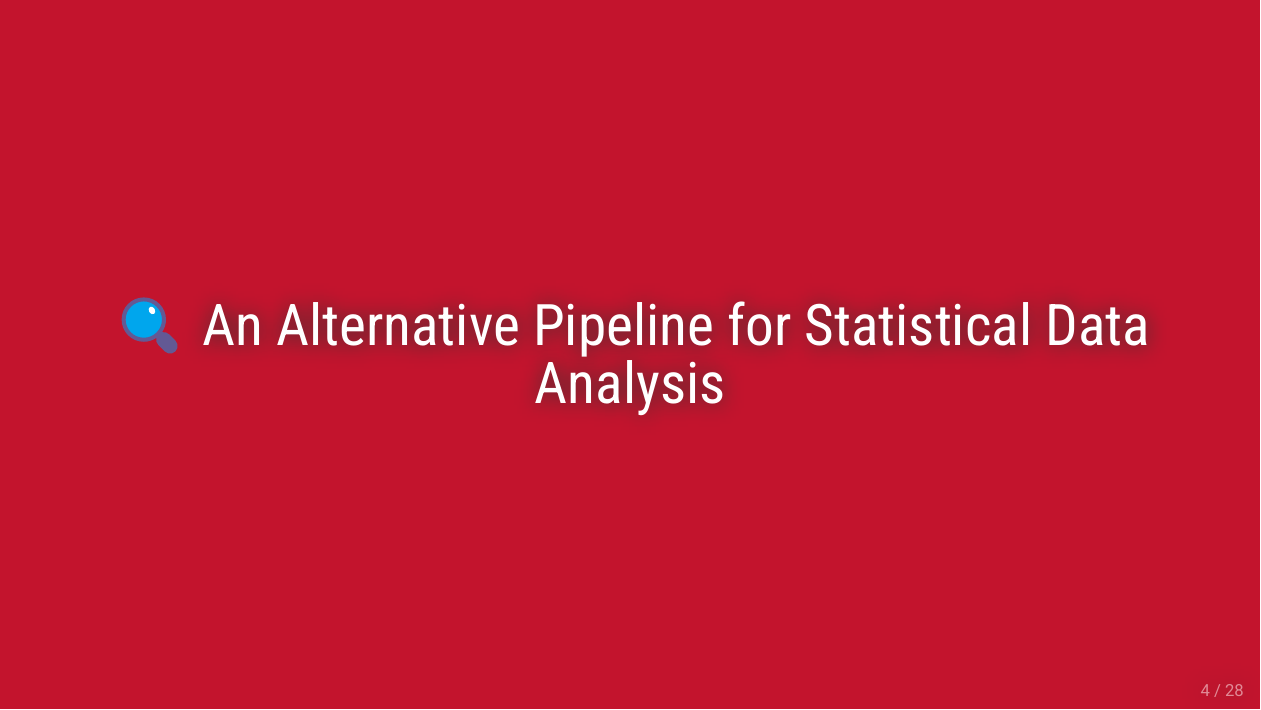 An Alternative Pipeline for Statistical Data
Analysis
4 / 28